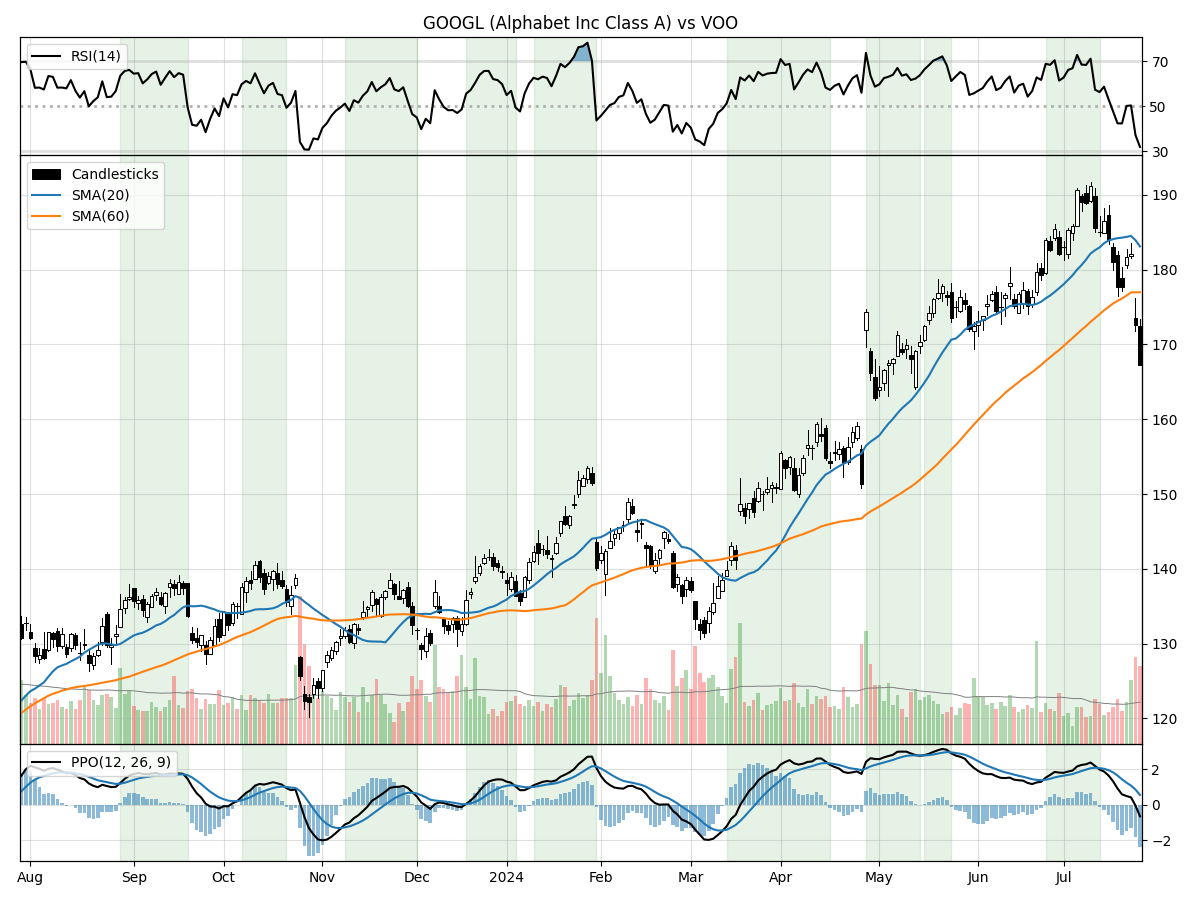 GOOGL (Alphabet Inc Class A) vs VOO
RSI(14)
70
50
30
Candlesticks
SMA(20)
SMA(60)
190
180
170
160
150
140
130
120
PPO(12, 26, 9)
2
0
−2
Aug Sep Oct Nov Dec 2024 Feb Mar Apr May Jun Jul